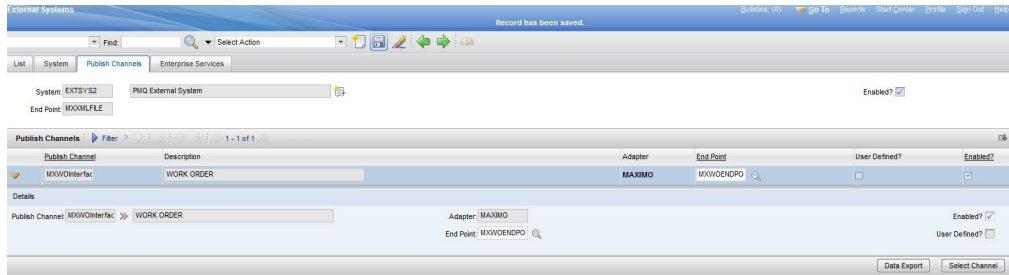 External Systems
Bulletins: (0) Go To Reports Start Center Profile Sign Out Help
Record has been saved.
Find: Select Action
List System Publish Channels Enterprise Services
System: EXTSYS2 PMQ External System Enabled?
End Point: MXXMLFILE
Publish Channels Filter 1 - 1 of 1
Publish Channel Description Adapter End Point User Defined? Enabled?
MXWOInterfac WORK ORDER MAXIMO MXWOENDPO
Details
Publish Channel: MXWOInterfac WORK ORDER Adapter: MAXIMO Enabled?
End Point: MXWOENDPO User Defined?
Data Export Select Channel